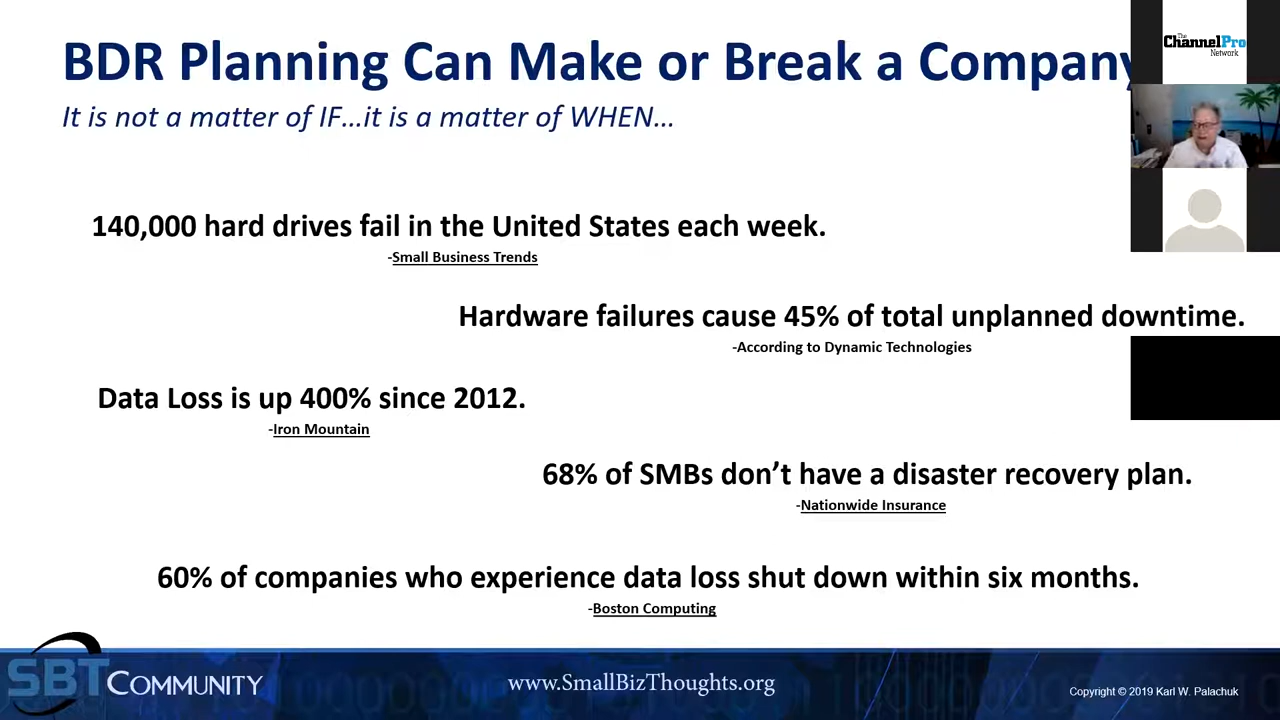 BDR Planning Can Make or Break a Company
It is not a matter of IF...it is a matter of WHEN...
The
ChannelPro
Network
140,000 hard drives fail in the United States each week.
-Small Business Trends
Hardware failures cause 45% of total unplanned downtime.
-According to Dynamic Technologies
Data Loss is up 400% since 2012.
-Iron Mountain
68% of SMBs don’t have a disaster recovery plan.
-Nationwide Insurance
60% of companies who experience data loss shut down within six months.
-Boston Computing
SBT COMMUNITY
www.SmallBizThoughts.org
Copyright © 2019 Karl W. Palachuk